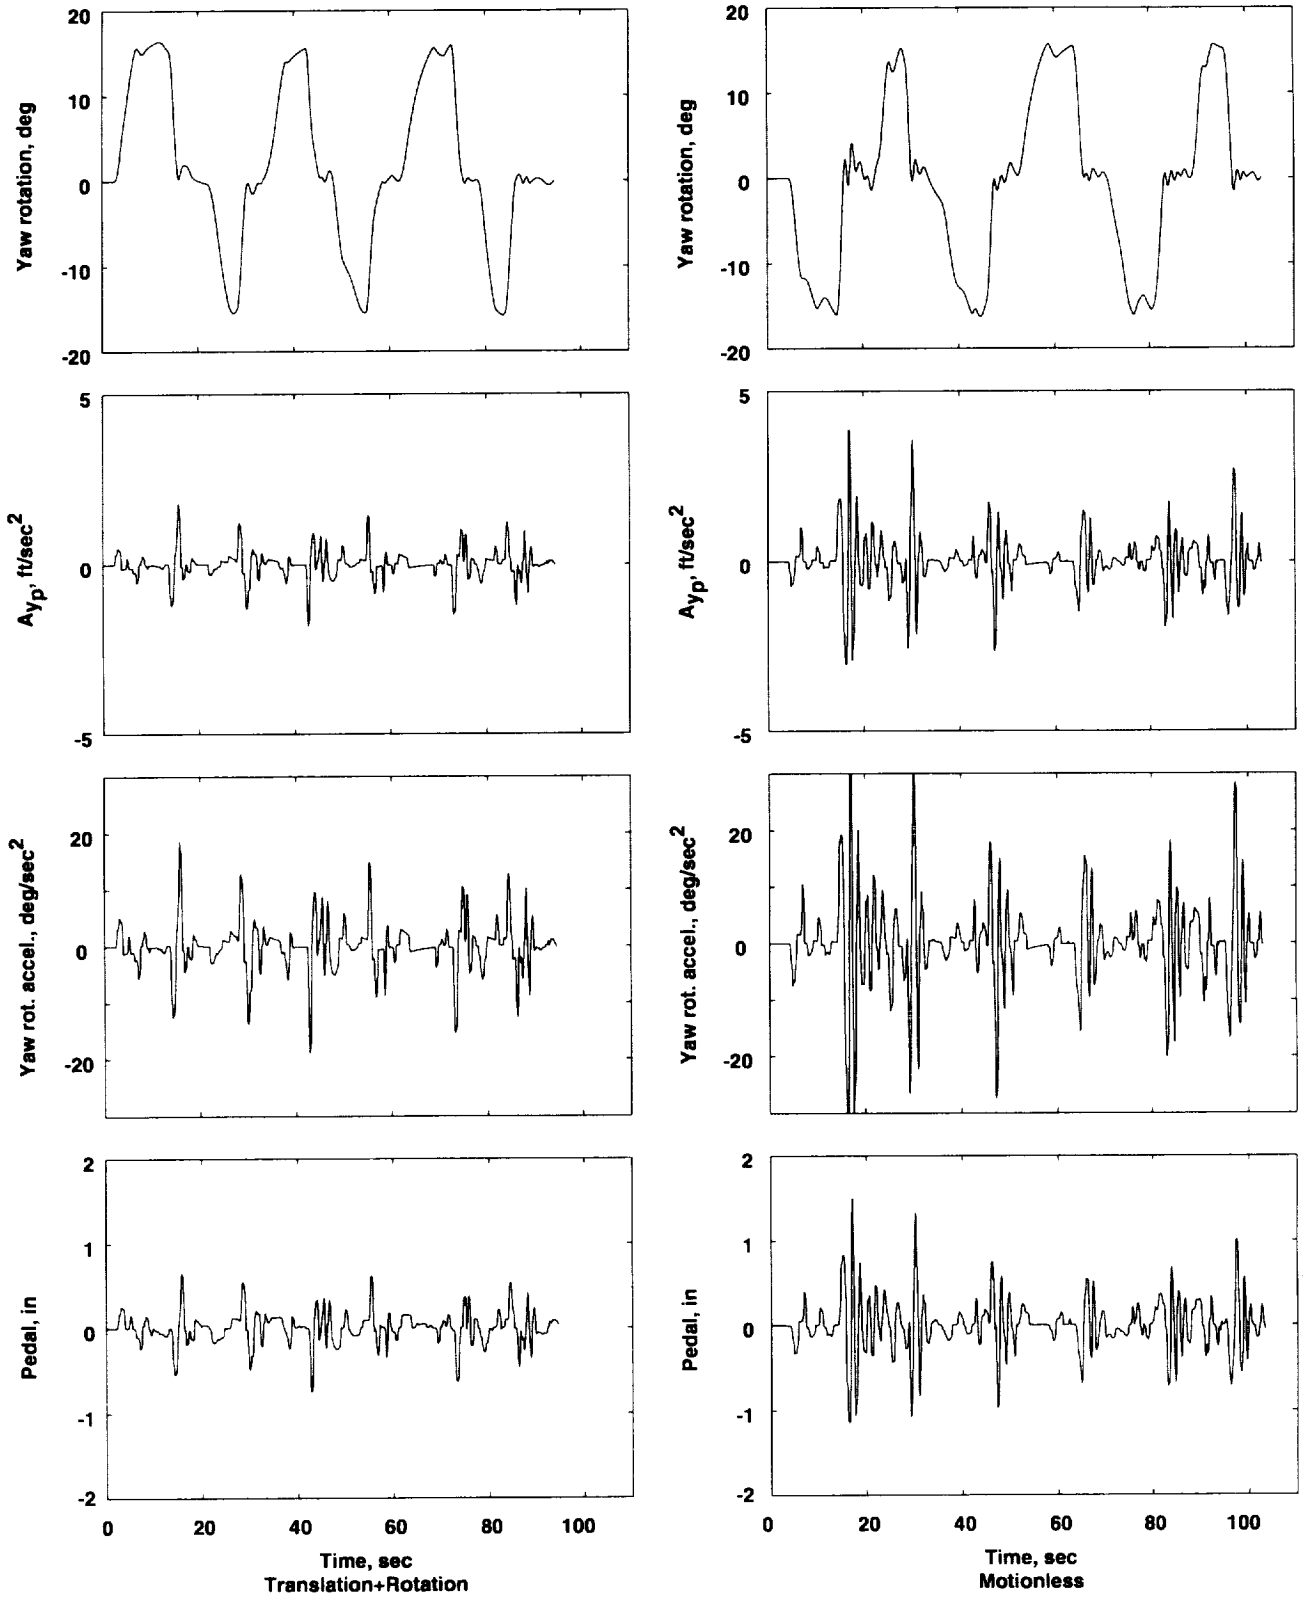 20
10
0
-10
-20
Yaw rotation, deg
20
10
0
-10
-20
Yaw rotation, deg
5
0
-5
Ayp, ft/sec2
5
0
-5
Ayp, ft/sec2
20
0
-20
Yaw rot. accel., deg/sec2
20
0
-20
Yaw rot. accel., deg/sec2
2
1
0
-1
-2
Pedal, in
2
1
0
-1
-2
Pedal, in
0 20 40 60 80 100
Time, sec
Translation+Rotation
0 20 40 60 80 100
Time, sec
Motionless